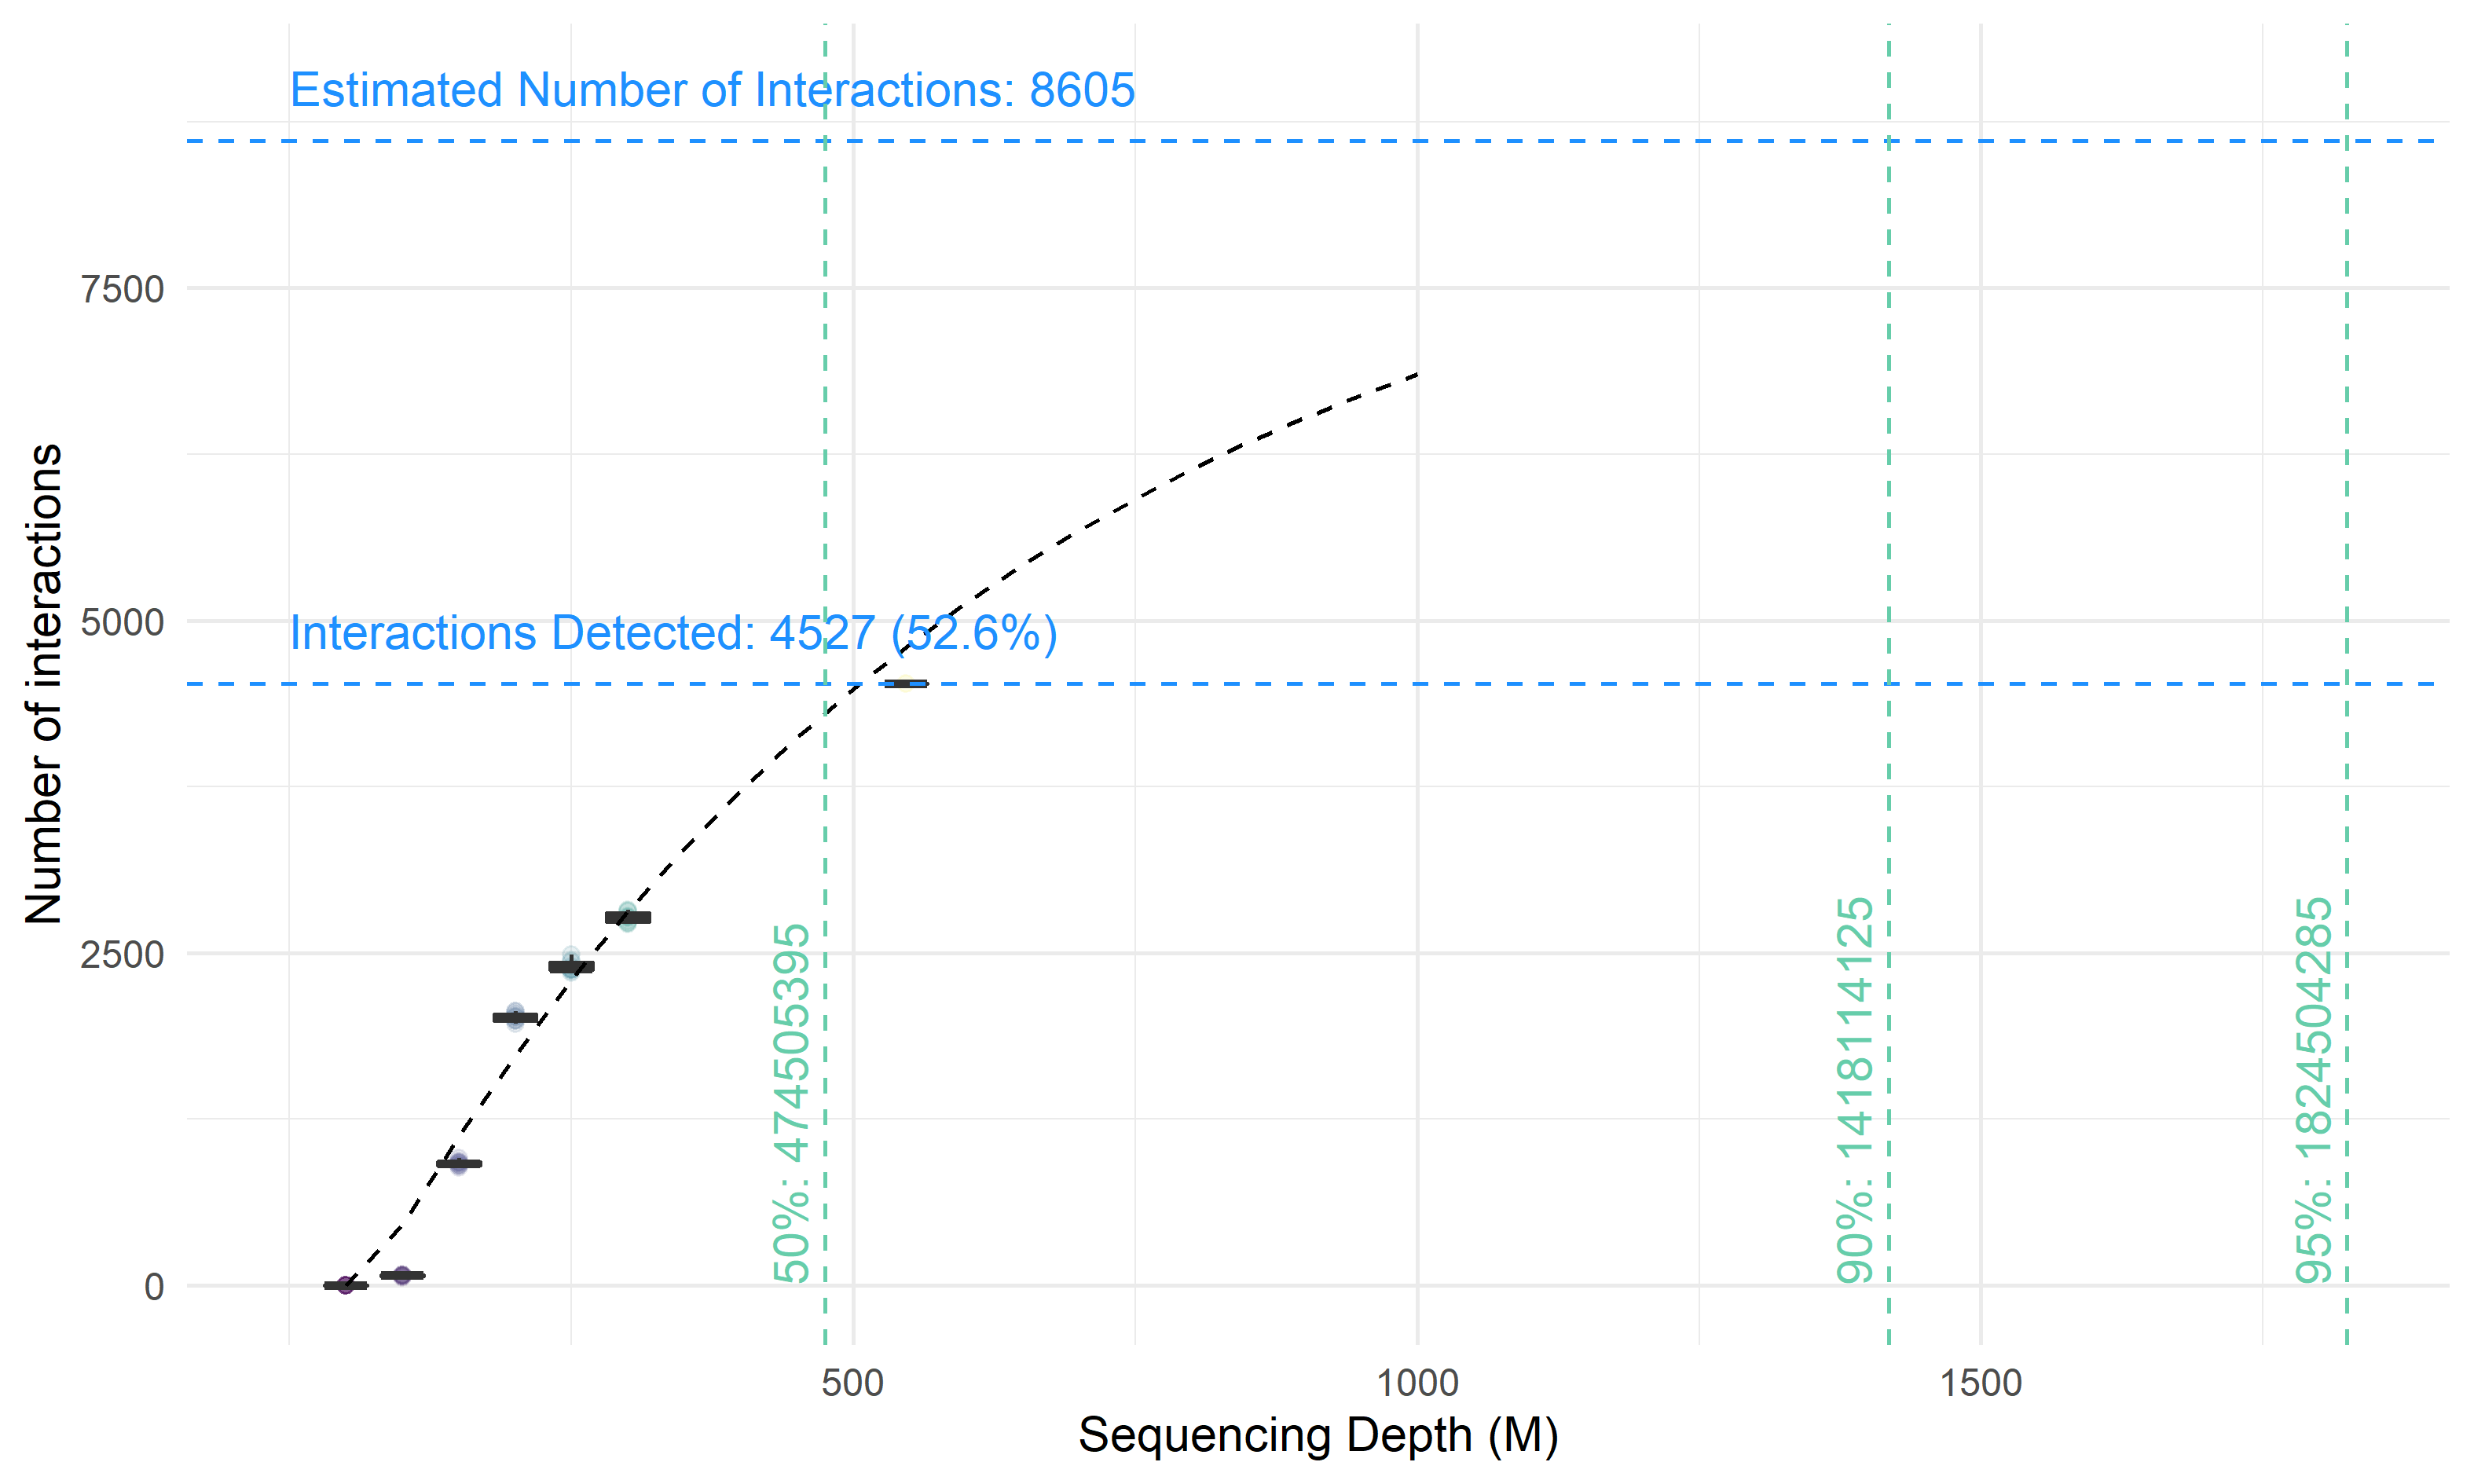 Estimated Number of Interactions: 8605
7500
Interactions Detected: 4527 (52.6%)
5000
2500
0
Number of interactions
50%: 474505395
90%: 1418114125
95%: 1824504285
500
1000
1500
Sequencing Depth (M)